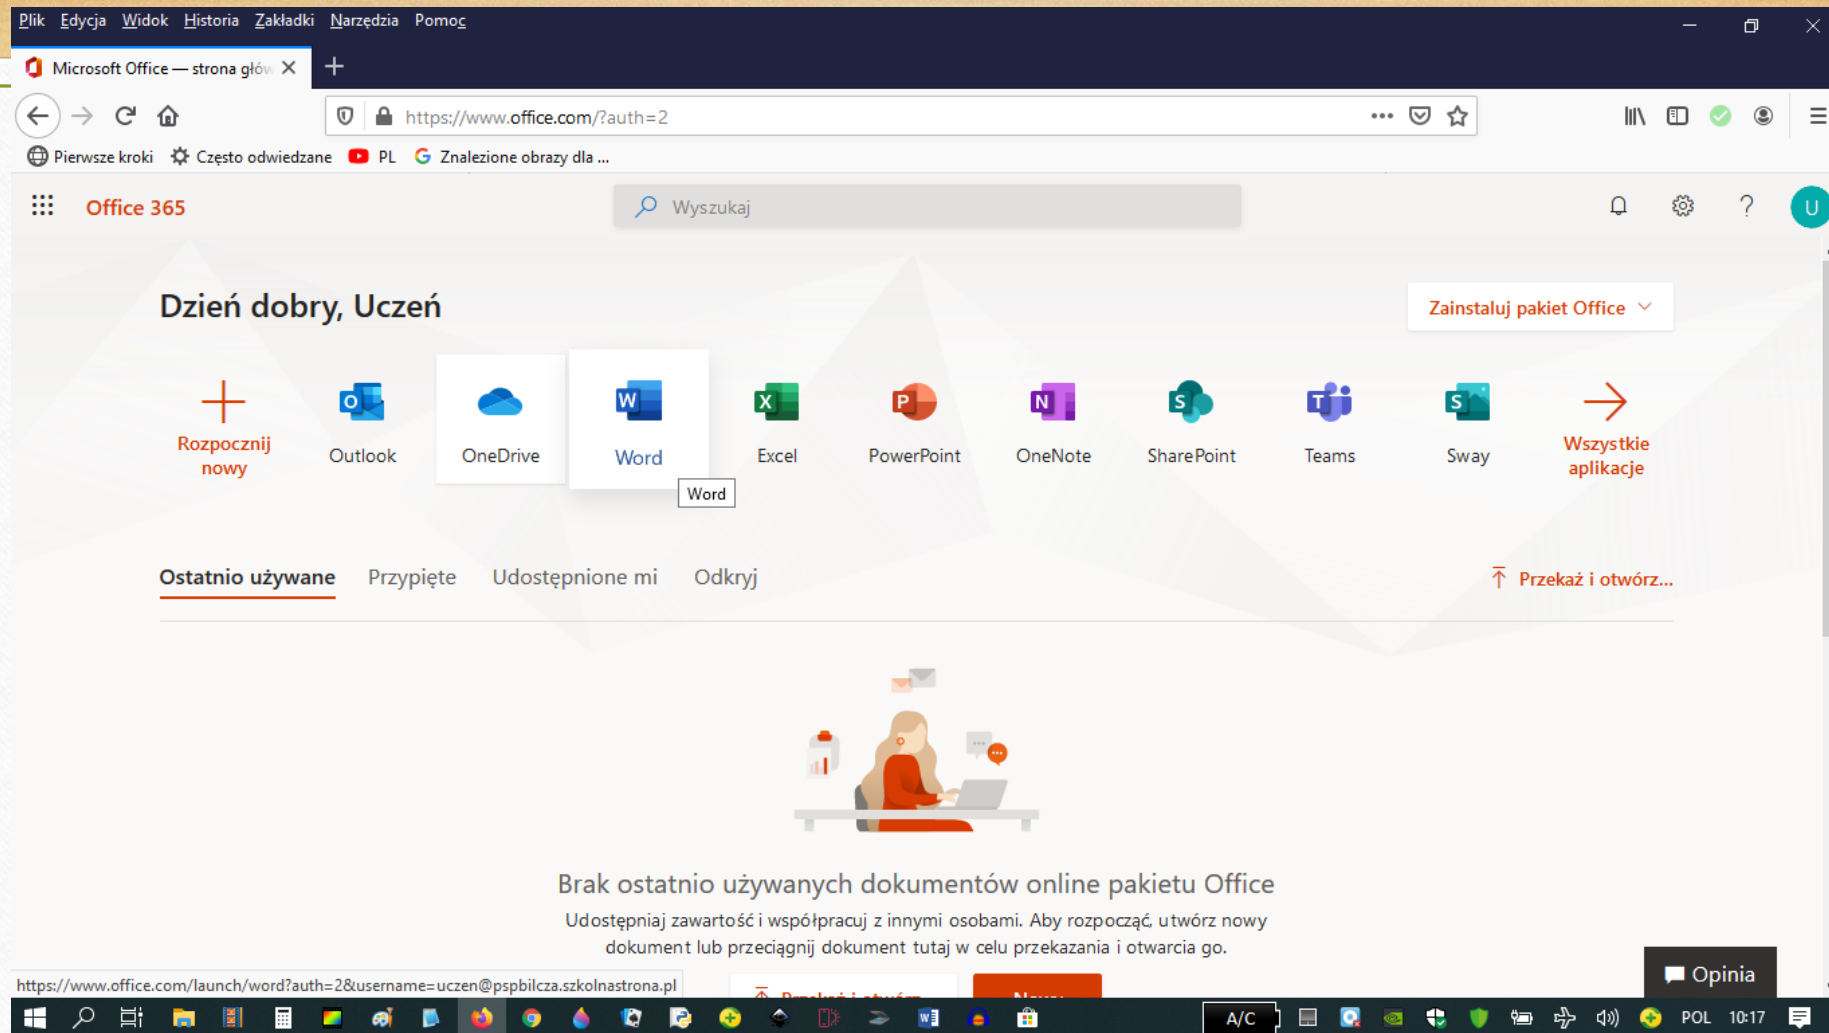 Plik Edycja Widok Historia Zakładki Narzędzia Pomoc
Microsoft Office — strona głów
https://www.office.com/?auth=2
Pierwsze kroki Często odwiedzane PL Znalezione obrazy dla ...
Office 365 Wyszukaj ? U
Dzień dobry, Uczeń
Zainstaluj pakiet Office
Rozpocznij nowy
Outlook
OneDrive
Word
Excel
PowerPoint
OneNote
SharePoint
Teams
Sway
Wszystkie aplikacje
Word
Ostatnio używane Przypięte Udostępnione mi Odkryj Przekaż i otwórz...
Brak ostatnio używanych dokumentów online pakietu Office
Udostępniaj zawartość i współpracuj z innymi osobami. Aby rozpocząć, utwórz nowy
dokument lub przeciągnij dokument tutaj w celu przekazania i otwarcia go.
Opinia
https://www.office.com/launch/word?auth=2&username=uczen@pspbilcza.szkolnastrona.pl
A/C POL 10:17